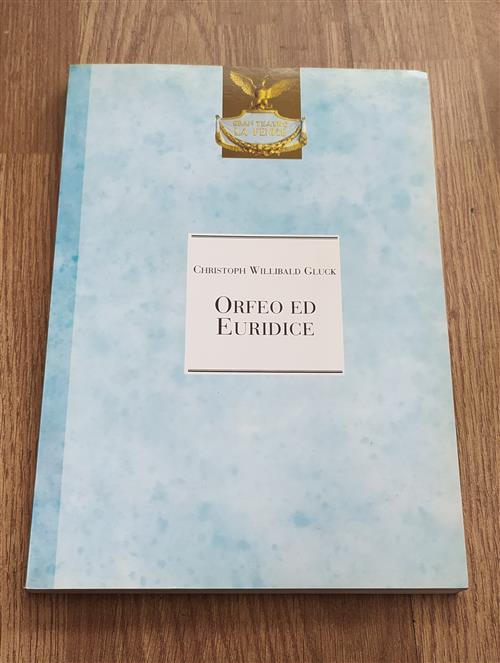 GRAN TEATRO
LA FENICE
CHRISTOPH WILLIBALD GLUCK
ORFEO ED
EURIDICE